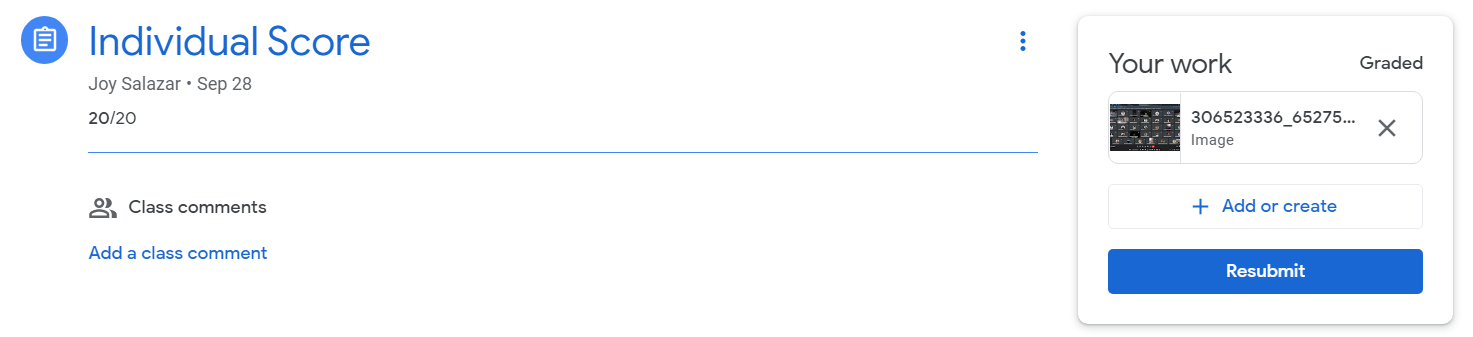 Individual Score
Joy Salazar • Sep 28
20/20
Class comments
Add a class comment
Your work
Graded
306523336_65275...
Image
Add or create
Resubmit